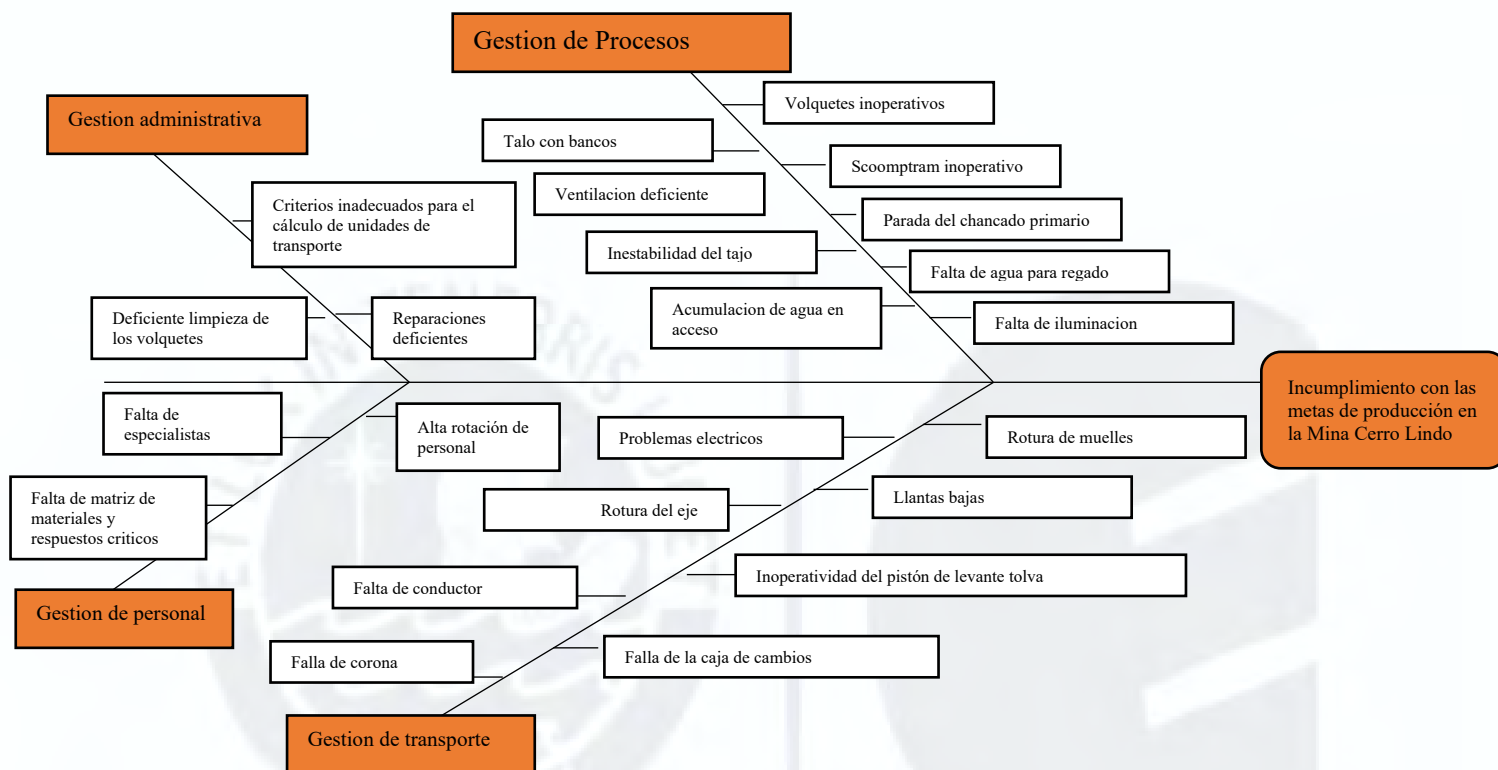 Gestion de Procesos
Gestion administrativa
Volquetes inoperativos
Talo con bancos
Scoomptram inoperativo
Ventilacion deficiente
Criterios inadecuados para el
cálculo de unidades de
transporte
Parada del chancado primario
Inestabilidad del tajo
Falta de agua para regado
Deficiente limpieza de
los volquetes
Reparaciones
deficientes
Acumulacion de agua en
acceso
Falta de iluminacion
Incumplimiento con las
metas de producción en
la Mina Cerro Lindo
Falta de
especialistas
Alta rotación de
personal
Problemas electricos
Rotura de muelles
Falta de matriz de
materiales y
respuestos criticos
Rotura del eje
Llantas bajas
Falta de conductor
Inoperatividad del pistón de levante tolva
Gestion de personal
Falla de corona
Falla de la caja de cambios
Gestion de transporte